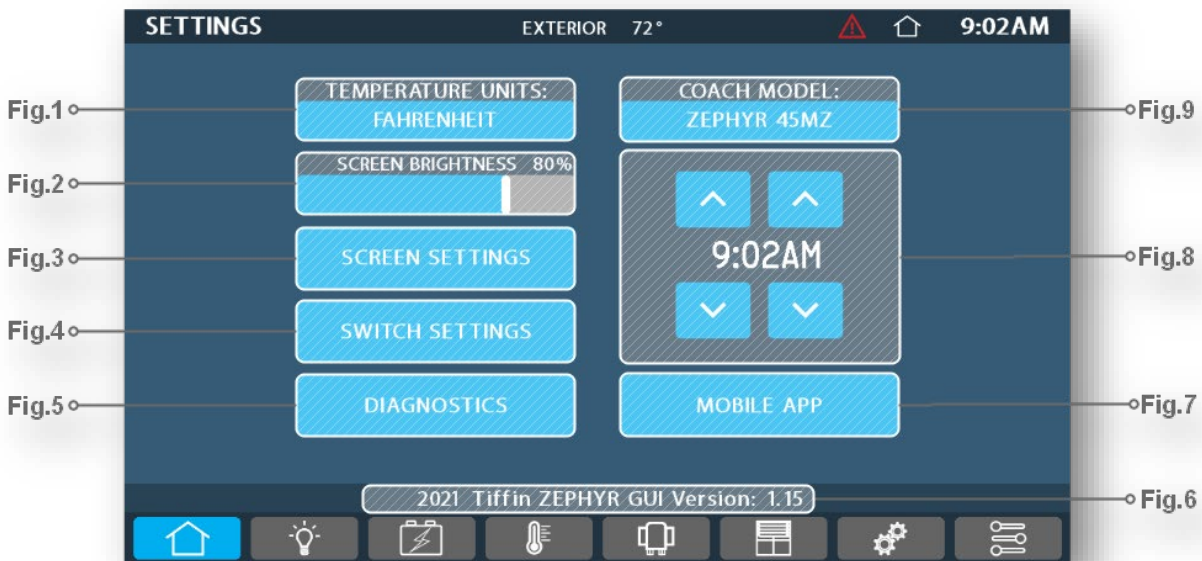 SETTINGS EXTERIOR 72° 9:02AM
Fig.1 TEMPERATURE UNITS:
FAHRENHEIT
COACH MODEL:
ZEPHYR 45MZ Fig.9
Fig.2 SCREEN BRIGHTNESS 80%
Fig.3 SCREEN SETTINGS
9:02AM Fig.8
Fig.4 SWITCH SETTINGS
Fig.5 DIAGNOSTICS
MOBILE APP Fig.7
2021 Tiffin ZEPHYR GUI Version: 1.15 Fig.6